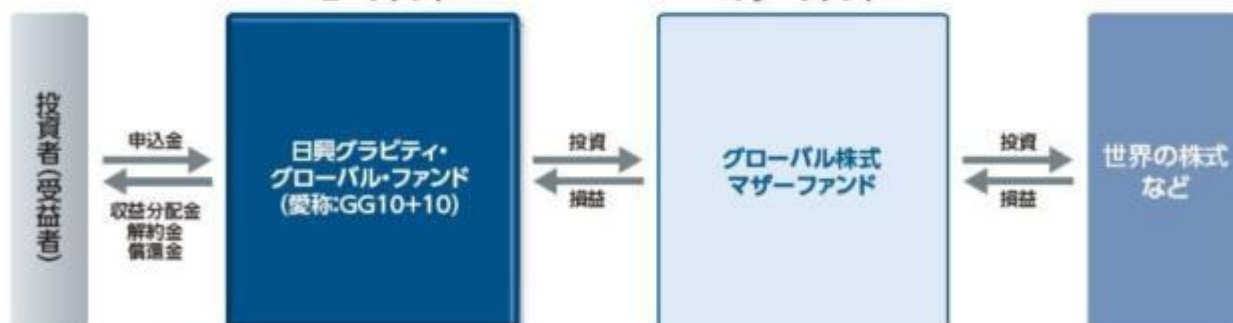 投資者(受益者)
申込金
収益分配金
解約金
償還金
日興グラビティ・
グローバル・ファンド
(愛称:GG10+10)
投資
損益
グローバル株式
マザーファンド
投資
損益
世界の株式
など